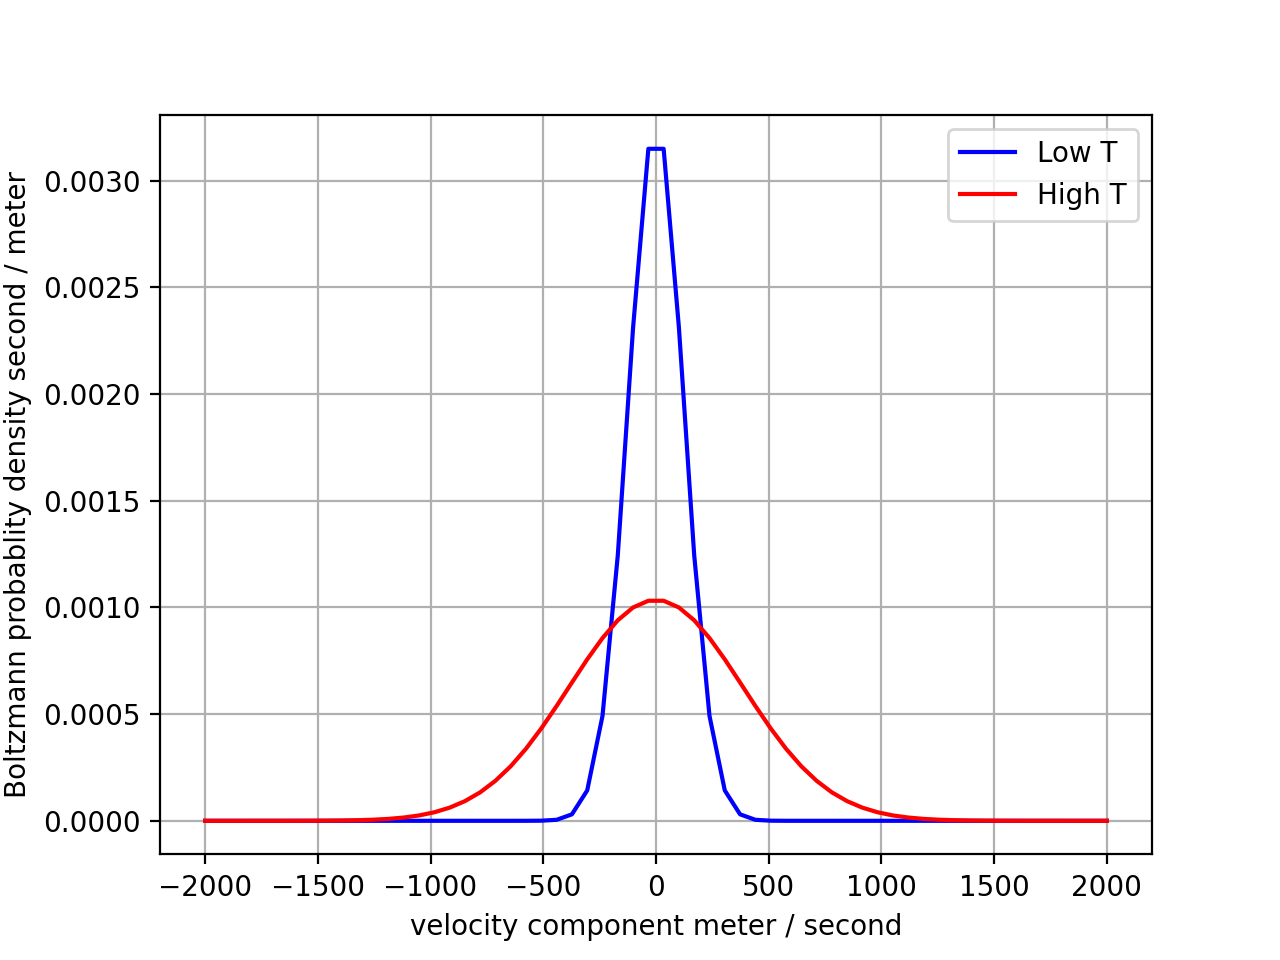 Low T
High T
Boltzmann probablity density second / meter
0.0030
0.0025
0.0020
0.0015
0.0010
0.0005
0.0000
−2000 −1500 −1000 −500 0 500 1000 1500 2000
velocity component meter / second